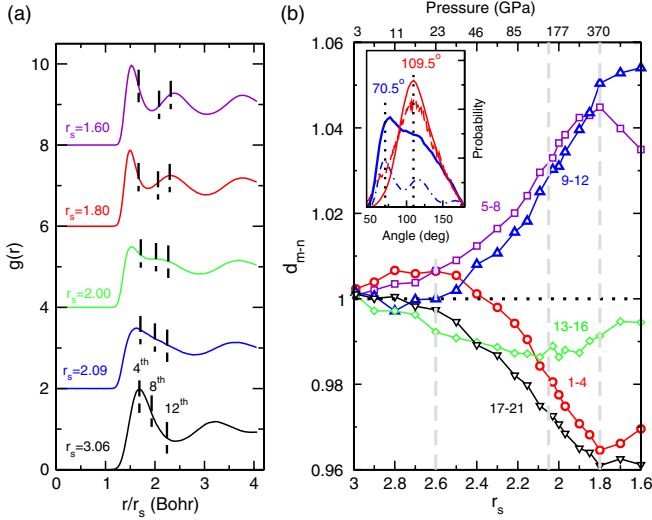 (a)
10
8
6
4
2
0
g(r)
r_s=1.60
r_s=1.80
r_s=2.00
r_s=2.09
r_s=3.06
4th
8th
12th
0 1 2 3 4
r/r_s (Bohr)
(b)
Pressure (GPa)
3 11 23 46 85 177 370
1.06
1.04
1.02
1
0.98
0.96
d_{m-n}
70.5°
109.5°
Probability
50 100 150
Angle (deg)
5-8
9-12
13-16
1-4
17-21
3 2.8 2.6 2.4 2.2 2 1.8 1.6
r_s